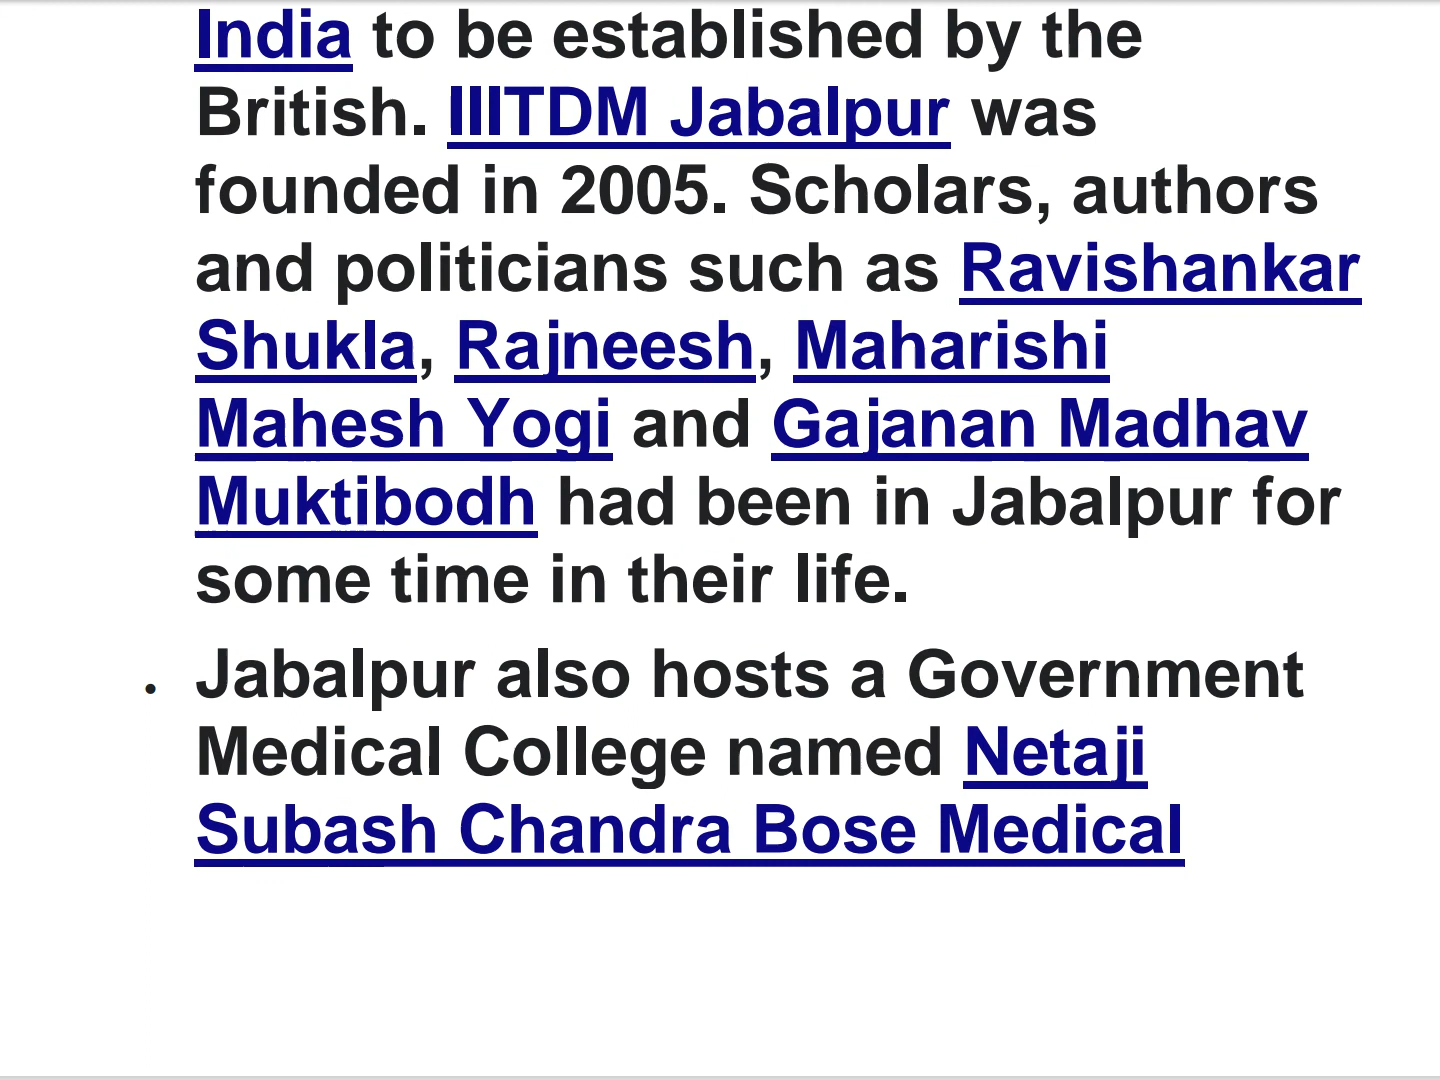 India to be established by the
British. IIITDM Jabalpur was
founded in 2005. Scholars, authors
and politicians such as Ravishankar
Shukla, Rajneesh, Maharishi
Mahesh Yogi and Gajanan Madhav
Muktibodh had been in Jabalpur for
some time in their life.
• Jabalpur also hosts a Government
Medical College named Netaji
Subash Chandra Bose Medical